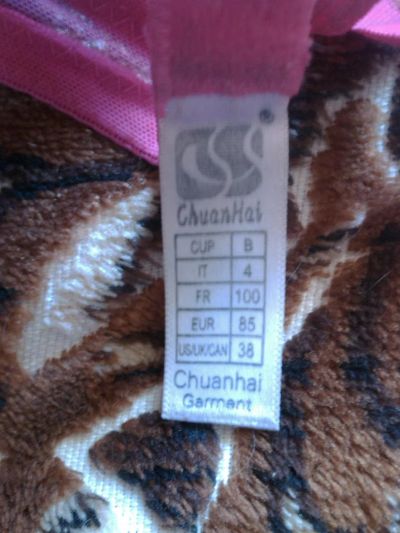 ®
ChuanHai
CUP B
IT 4
FR 100
EUR 85
US/UK/CAN 38
Chuanhai
Garment